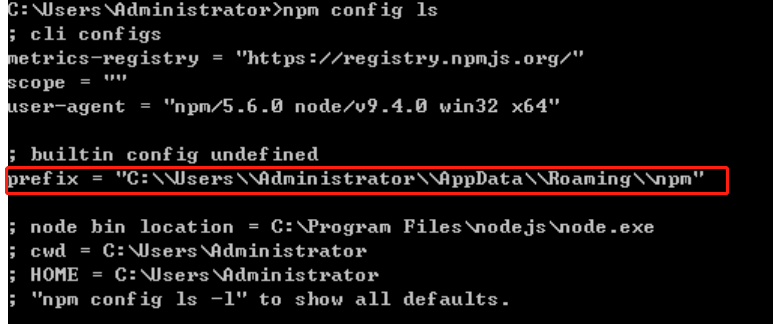 C:\Users\Administrator>npm config ls
; cli configs
metrics-registry = "https://registry.npmjs.org/"
scope = ""
user-agent = "npm/5.6.0 node/v9.4.0 win32 x64"
; builtin config undefined
prefix = "C:\\Users\\Administrator\\AppData\\Roaming\\npm"
; node bin location = C:\Program Files\nodejs\node.exe
; cwd = C:\Users\Administrator
; HOME = C:\Users\Administrator
; "npm config ls -l" to show all defaults.